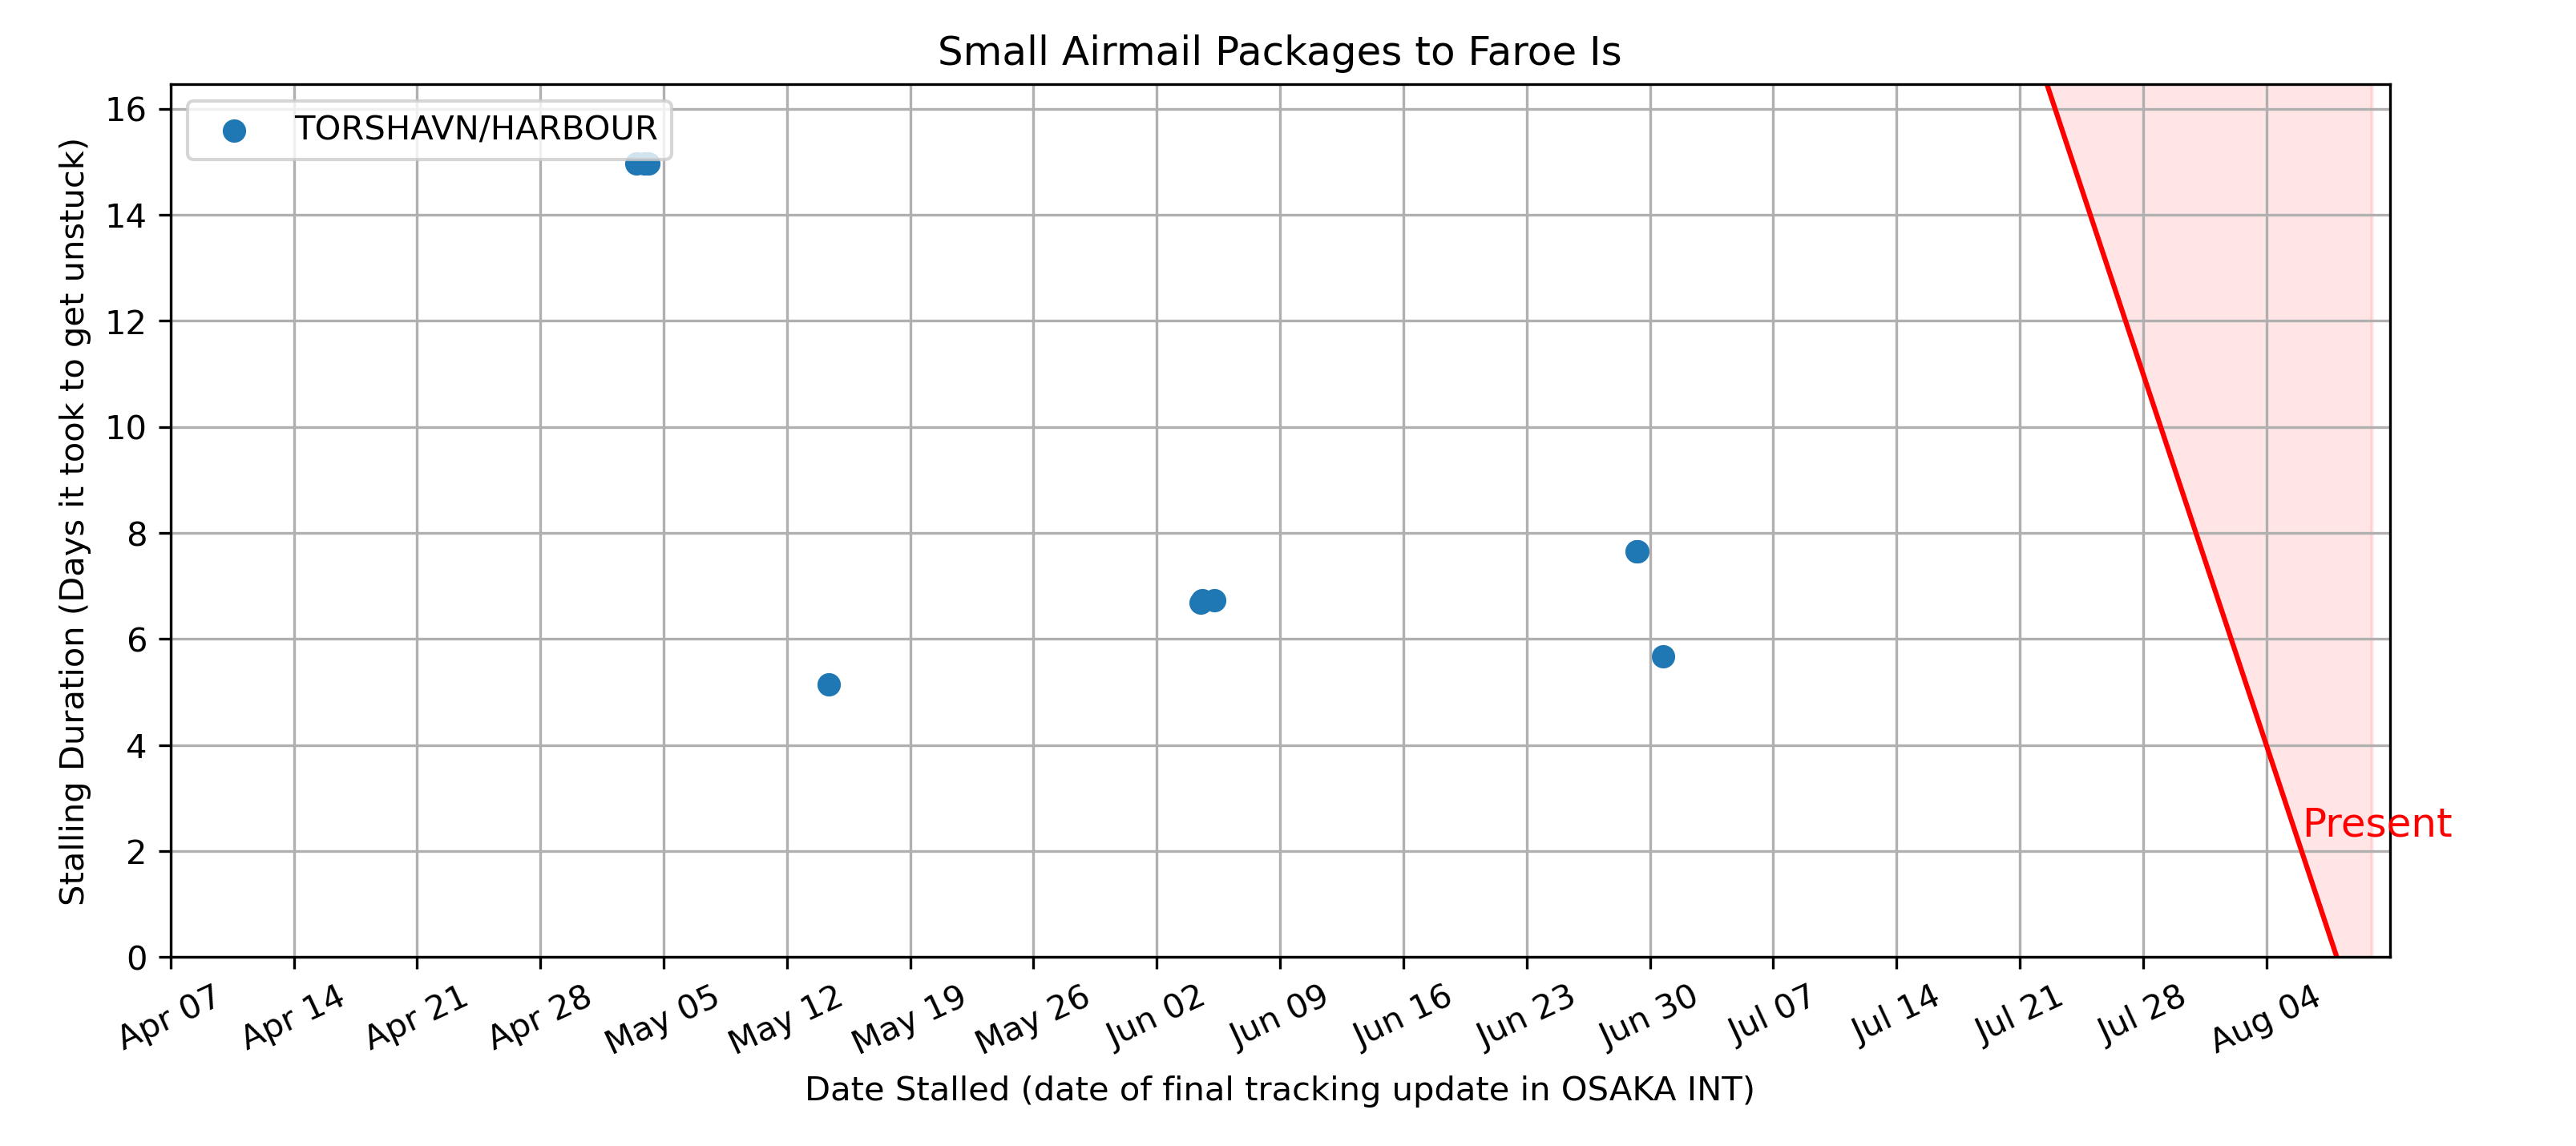 Small Airmail Packages to Faroe Is
TORSHAVN/HARBOUR
Stalling Duration (Days it took to get unstuck)
16
14
12
10
8
6
4
2
0
Present
Apr 07 Apr 14 Apr 21 Apr 28 May 05 May 12 May 19 May 26 Jun 02 Jun 09 Jun 16 Jun 23 Jun 30 Jul 07 Jul 14 Jul 21 Jul 28 Aug 04
Date Stalled (date of final tracking update in OSAKA INT)